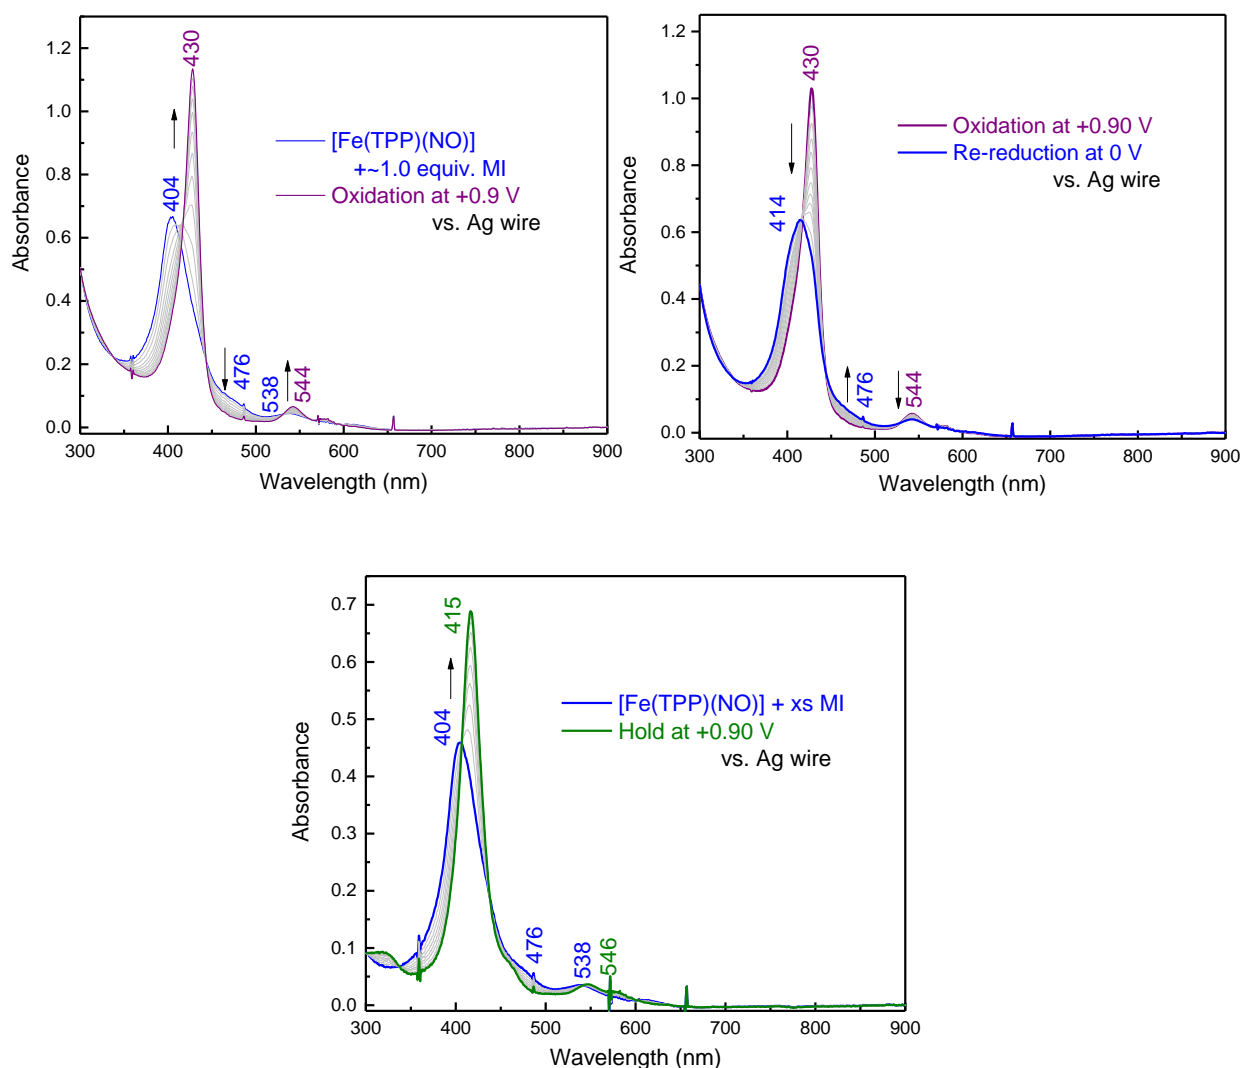 1.2
1.0
0.8
0.6
0.4
0.2
0.0
Absorbance
300 400 500 600 700 800 900
Wavelength (nm)
430
404
476
538
544
[Fe(TPP)(NO)]
+~1.0 equiv. MI
Oxidation at +0.9 V
vs. Ag wire
1.2
1.0
0.8
0.6
0.4
0.2
0.0
Absorbance
300 400 500 600 700 800 900
Wavelength (nm)
430
414
476
544
Oxidation at +0.90 V
Re-reduction at 0 V
vs. Ag wire
0.7
0.6
0.5
0.4
0.3
0.2
0.1
0.0
Absorbance
300 400 500 600 700 800 900
Wavelength (nm)
415
404
476
538
546
[Fe(TPP)(NO)] + xs MI
Hold at +0.90 V
vs. Ag wire